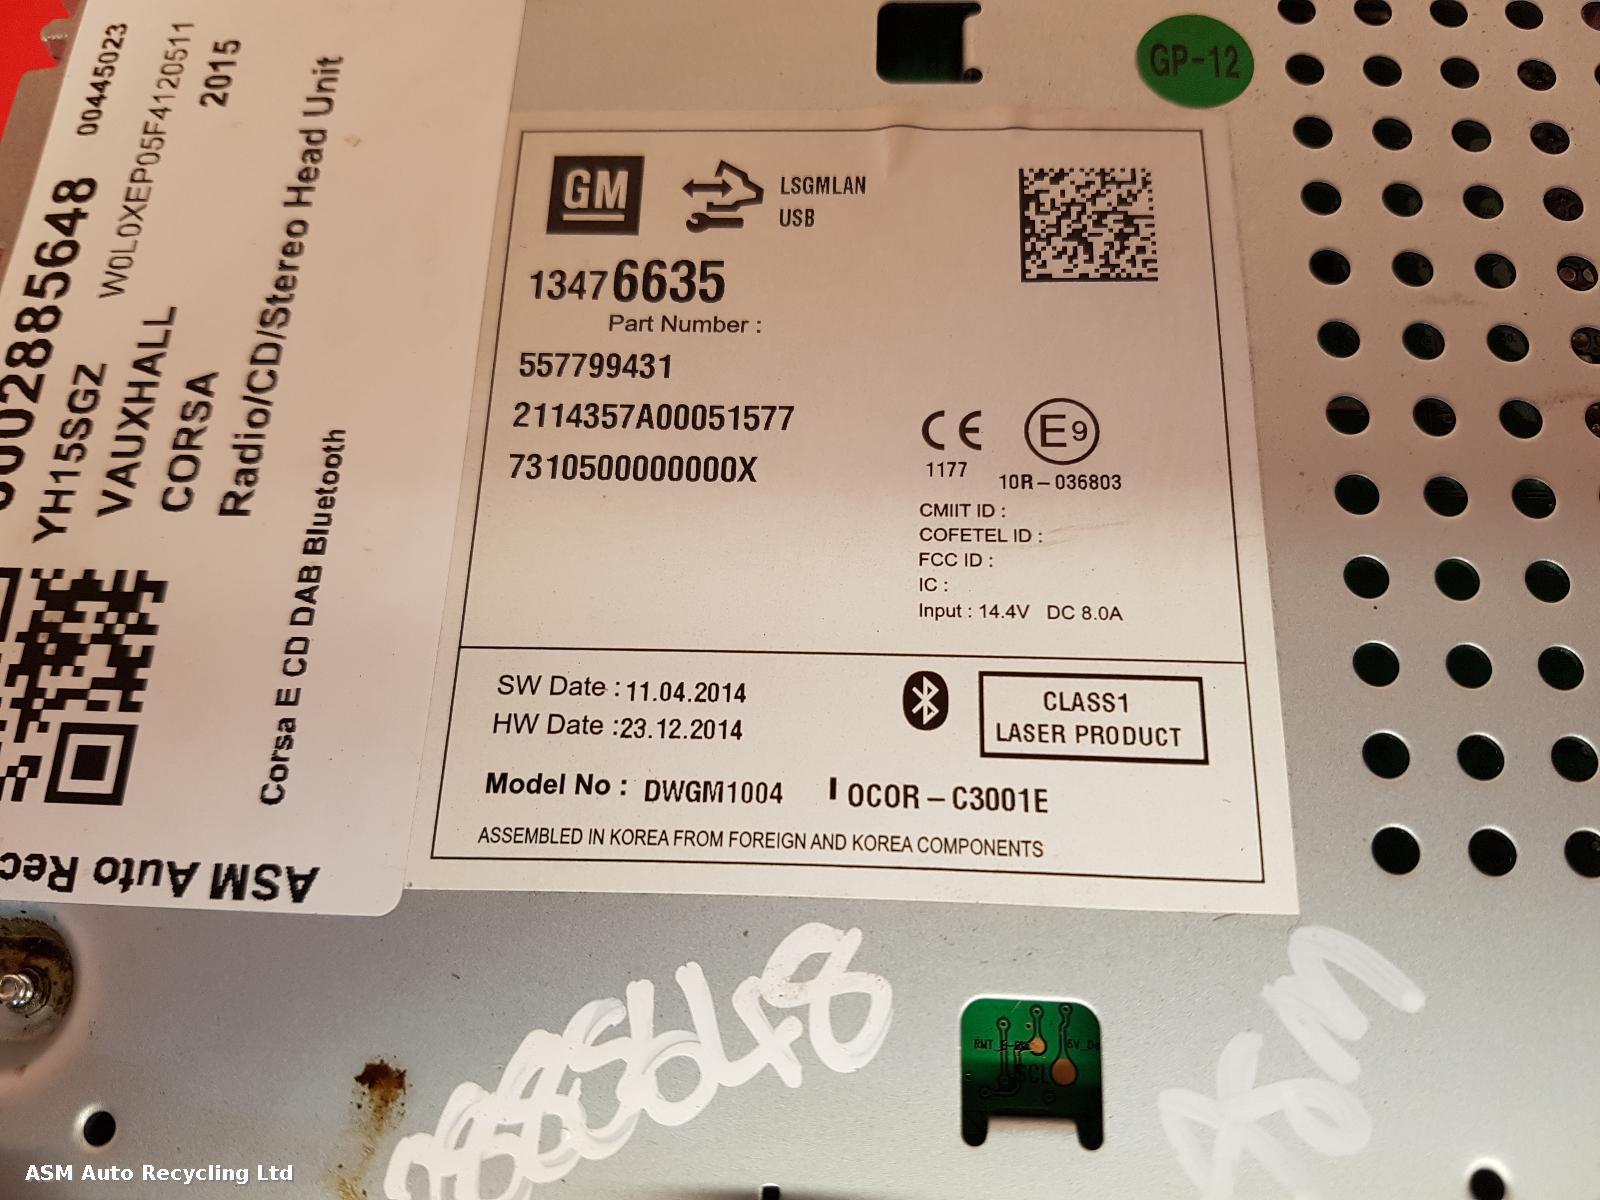 00445023
W0L0XEP05F4120511
2015
YH15SGZ
VAUXHALL
CORSA
Radio/CD/Stereo Head Unit
Corsa E CD DAB Bluetooth
ASM Auto
GP-12
GM
LSGMLAN
USB
13476635
Part Number :
557799431
2114357A00051577
7310500000000X
CE
1177
E9
10R-036803
CMIIT ID :
COFETEL ID :
FCC ID :
IC :
Input : 14.4V DC 8.0A
SW Date : 11.04.2014
HW Date :23.12.2014
CLASS1
LASER PRODUCT
Model No : DWGM1004 I OCOR-C3001E
ASSEMBLED IN KOREA FROM FOREIGN AND KOREA COMPONENTS
SCL
ASM
ASM Auto Recycling Ltd